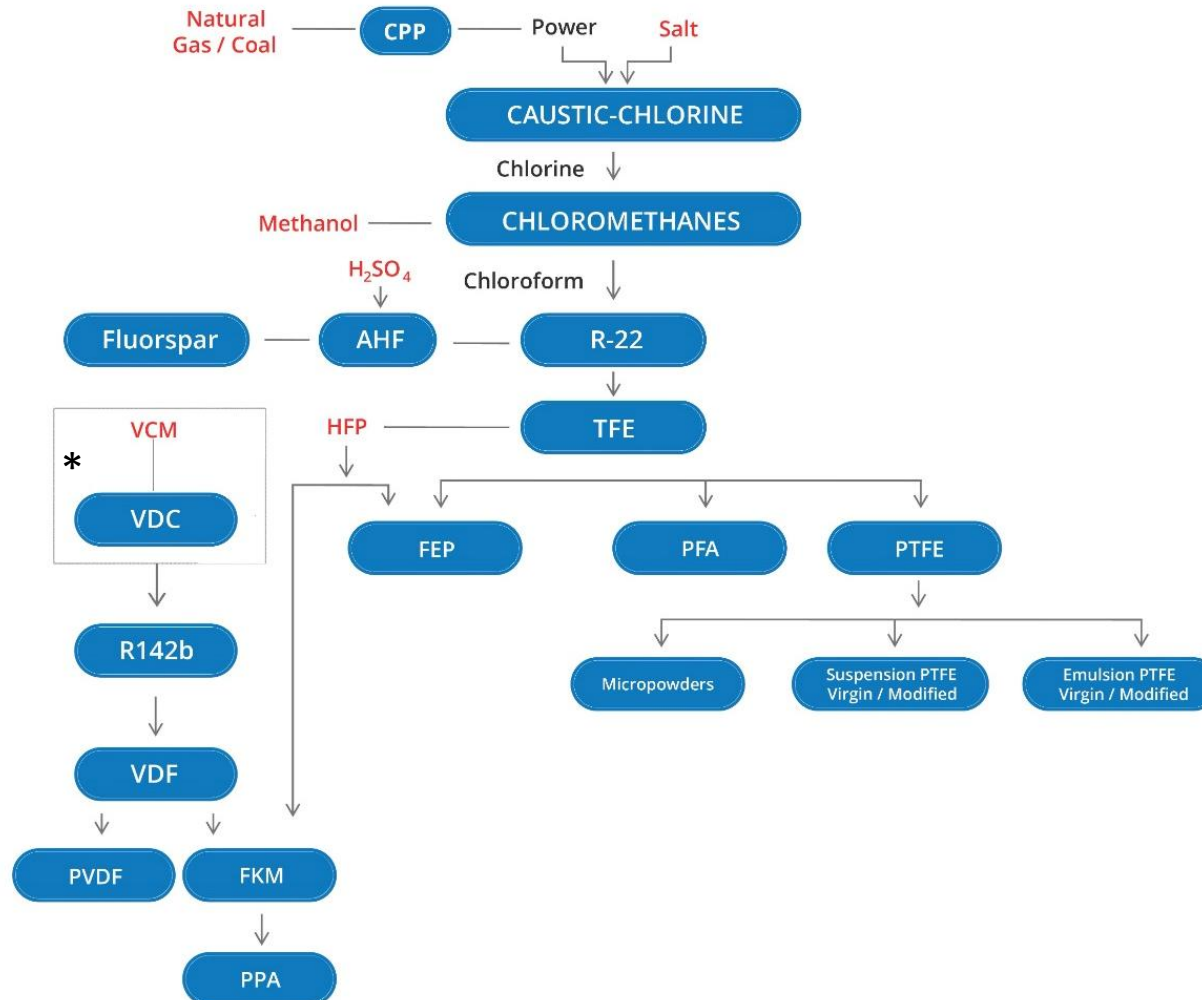 Natural
Gas / Coal
CPP
Power
Salt
CAUSTIC-CHLORINE
Chlorine
Methanol
CHLOROMETHANES
H₂SO₄
Chloroform
Fluorspar
AHF
R-22
VCM
HFP
TFE
*
VDC
FEP
PFA
PTFE
R142b
Micropowders
Suspension PTFE
Virgin / Modified
Emulsion PTFE
Virgin / Modified
VDF
PVDF
FKM
PPA